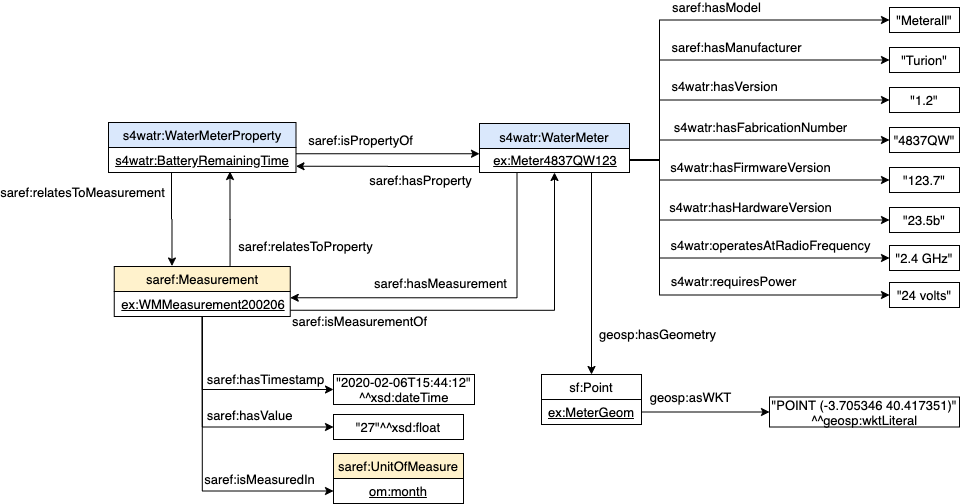 saref:hasModel
"Meterall"
saref:hasManufacturer
"Turion"
s4watr:hasVersion
"1.2"
s4watr:WaterMeterProperty
s4watr:BatteryRemainingTime
saref:isPropertyOf
s4watr:WaterMeter
ex:Meter4837QW123
s4watr:hasFabricationNumber
"4837QW"
saref:hasProperty
s4watr:hasFirmwareVersion
"123.7"
saref:relatesToMeasurement
s4watr:hasHardwareVersion
"23.5b"
saref:relatesToProperty
s4watr:operatesAtRadioFrequency
"2.4 GHz"
saref:Measurement
ex:WMMeasurement200206
saref:hasMeasurement
s4watr:requiresPower
"24 volts"
saref:isMeasurementOf
geosp:hasGeometry
saref:hasTimestamp
"2020-02-06T15:44:12"
^^xsd:dateTime
sf:Point
ex:MeterGeom
geosp:asWKT
"POINT (-3.705346 40.417351)"
^^geosp:wktLiteral
saref:hasValue
"27"^^xsd:float
saref:isMeasuredIn
saref:UnitOfMeasure
om:month